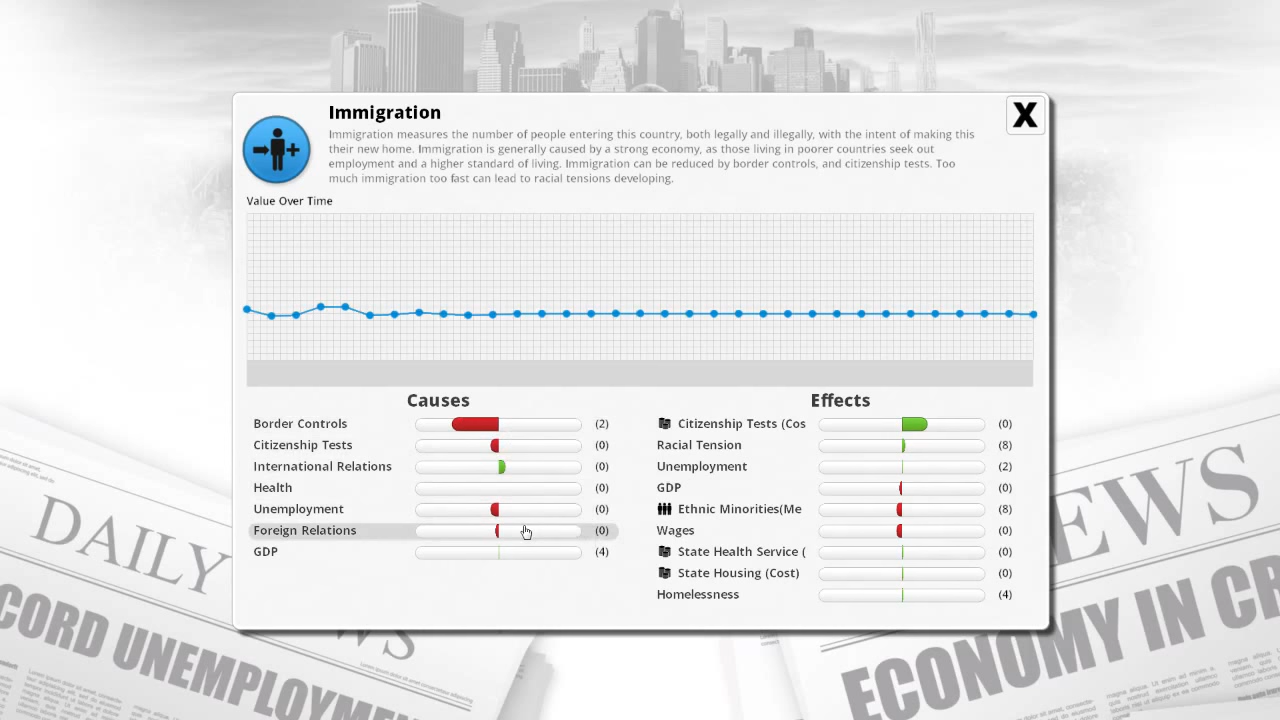 Immigration
X
Immigration measures the number of people entering this country, both legally and illegally, with the intent of making this
their new home. Immigration is generally caused by a strong economy, as those living in poorer countries seek out
employment and a higher standard of living. Immigration can be reduced by border controls, and citizenship tests. Too
much immigration too fast can lead to racial tensions developing.
Value Over Time
Causes
Border Controls (2)
Citizenship Tests (0)
International Relations (0)
Health (0)
Unemployment (0)
Foreign Relations (0)
GDP (4)
Effects
Citizenship Tests (Cos (0)
Racial Tension (8)
Unemployment (2)
GDP (0)
Ethnic Minorities(Me (8)
Wages (0)
State Health Service ( (0)
State Housing (Cost) (0)
Homelessness (4)
DAILY
WS
CORD UNEMPLOYME
EWS
ECONOMY IN CR